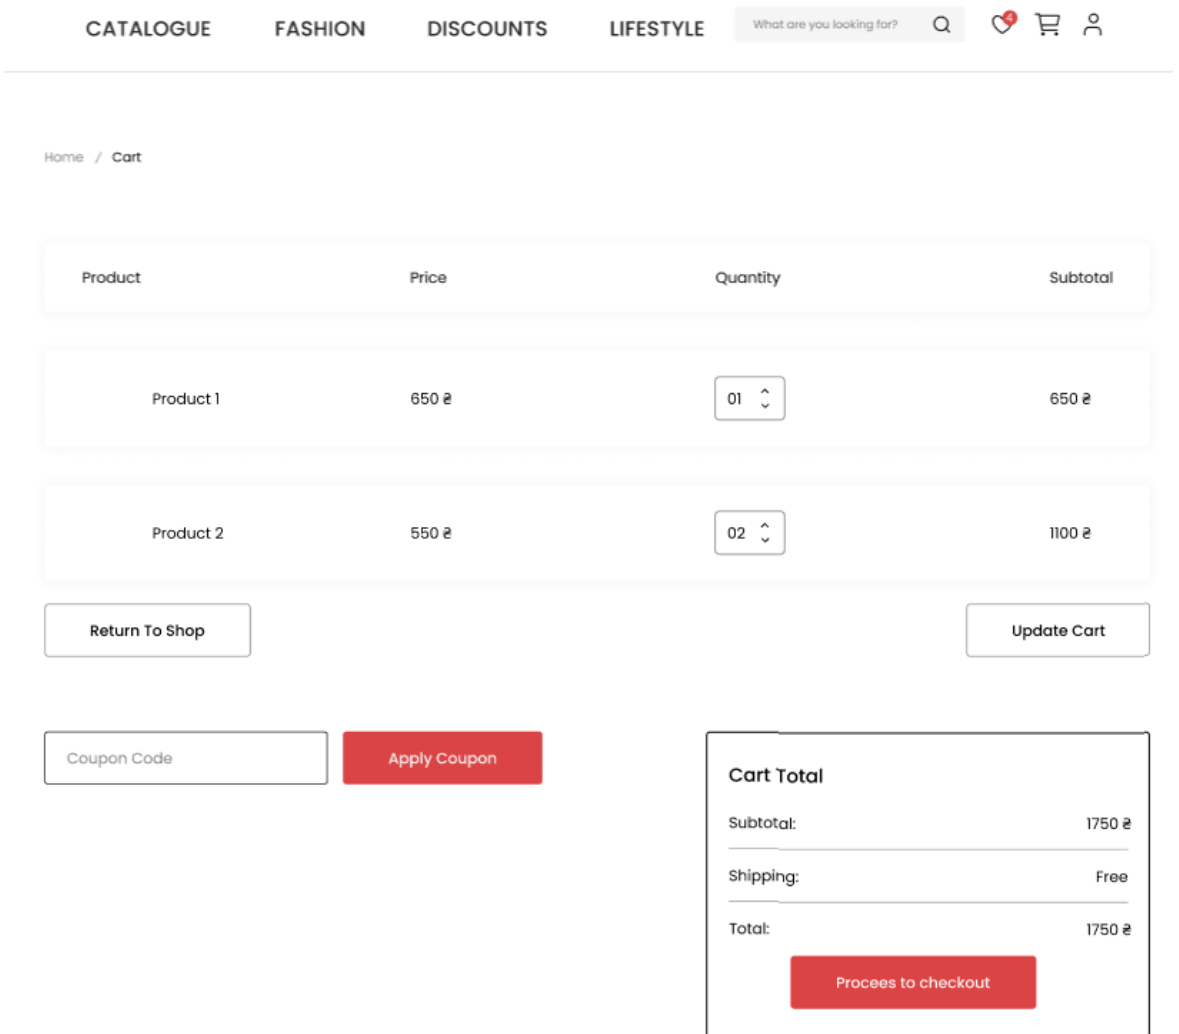 CATALOGUE FASHION DISCOUNTS LIFESTYLE What are you looking for? 4
Home / Cart
Product Price Quantity Subtotal
Product 1 650 ₴ 01 650 ₴
Product 2 550 ₴ 02 1100 ₴
Return To Shop Update Cart
Coupon Code Apply Coupon
Cart Total
Subtotal: 1750 ₴
Shipping: Free
Total: 1750 ₴
Procees to checkout